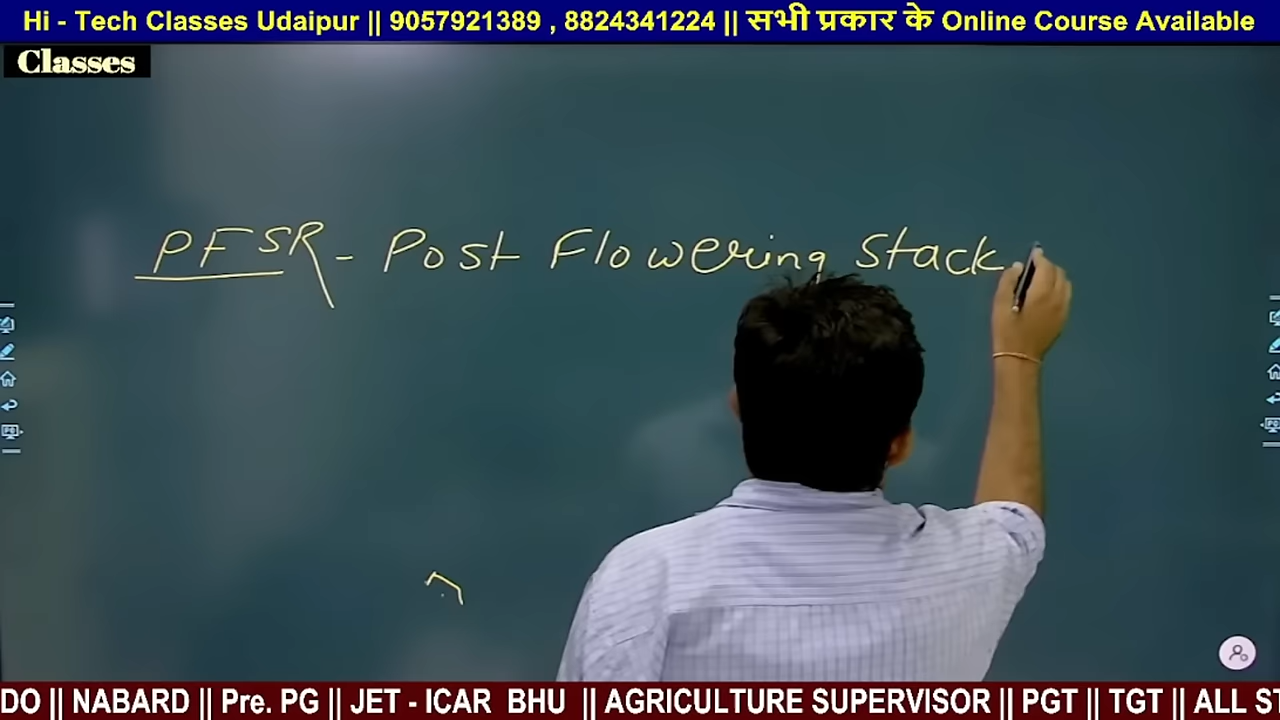 Hi - Tech Classes Udaipur || 9057921389 , 8824341224 || सभी प्रकार के Online Course Available
Classes
PFSR - Post Flowering Stack
DO || NABARD || Pre. PG || JET - ICAR BHU || AGRICULTURE SUPERVISOR || PGT || TGT || ALL ST